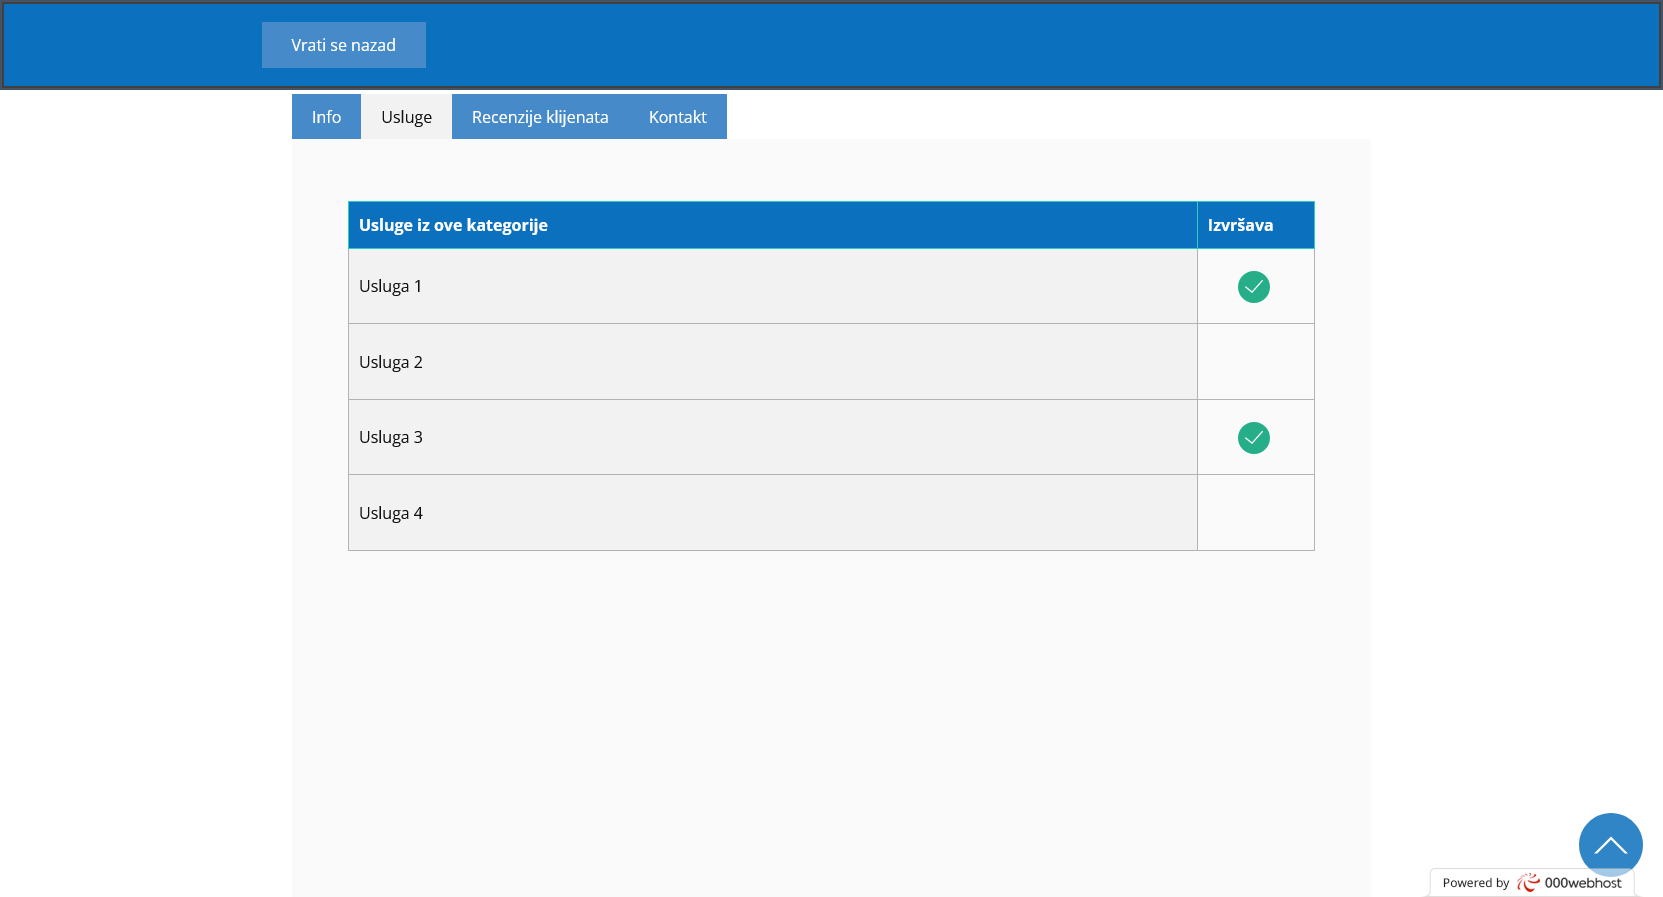 Vrati se nazad
Info Usluge Recenzije klijenata Kontakt
Usluge iz ove kategorije Izvršava
Usluga 1
Usluga 2
Usluga 3
Usluga 4
Powered by 000webhost